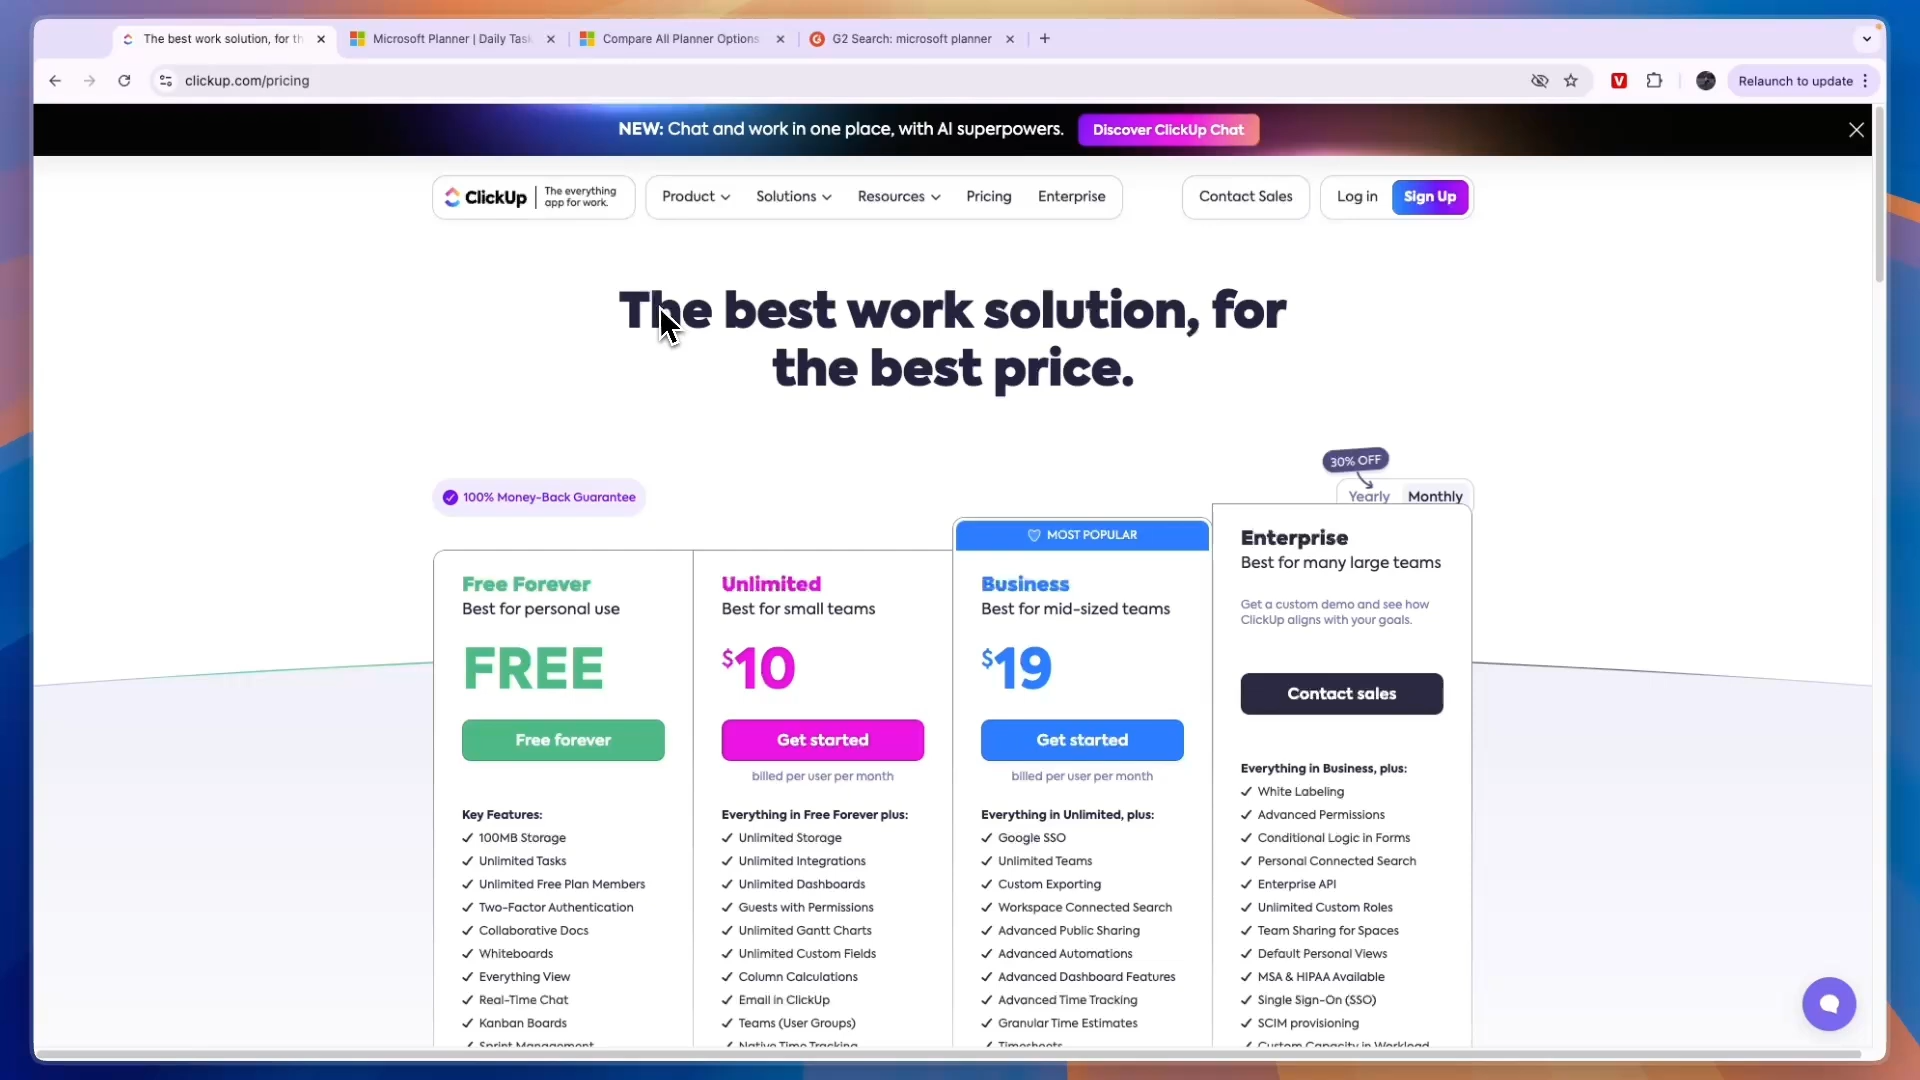 The best work solution, for th
Microsoft Planner | Daily Task
Compare All Planner Options
G2 Search: microsoft planner
clickup.com/pricing
Relaunch to update
NEW: Chat and work in one place, with AI superpowers.
Discover ClickUp Chat
ClickUp
The everything
app for work.
Product
Solutions
Resources
Pricing
Enterprise
Contact Sales
Log in
Sign Up
The best work solution, for
the best price.
100% Money-Back Guarantee
30% OFF
Yearly
Monthly
Free Forever
Best for personal use
FREE
Free forever
Key Features:
100MB Storage
Unlimited Tasks
Unlimited Free Plan Members
Two-Factor Authentication
Collaborative Docs
Whiteboards
Everything View
Real-Time Chat
Kanban Boards
Sprint Management
Unlimited
Best for small teams
$10
Get started
billed per user per month
Everything in Free Forever plus:
Unlimited Storage
Unlimited Integrations
Unlimited Dashboards
Guests with Permissions
Unlimited Gantt Charts
Unlimited Custom Fields
Column Calculations
Email in ClickUp
Teams (User Groups)
Native Time Tracking
MOST POPULAR
Business
Best for mid-sized teams
$19
Get started
billed per user per month
Everything in Unlimited, plus:
Google SSO
Unlimited Teams
Custom Exporting
Workspace Connected Search
Advanced Public Sharing
Advanced Automations
Advanced Dashboard Features
Advanced Time Tracking
Granular Time Estimates
Timesheets
Enterprise
Best for many large teams
Get a custom demo and see how
ClickUp aligns with your goals.
Contact sales
Everything in Business, plus:
White Labeling
Advanced Permissions
Conditional Logic in Forms
Personal Connected Search
Enterprise API
Unlimited Custom Roles
Team Sharing for Spaces
Default Personal Views
MSA & HIPAA Available
Single Sign-On (SSO)
SCIM provisioning
Custom Capacity in Workload